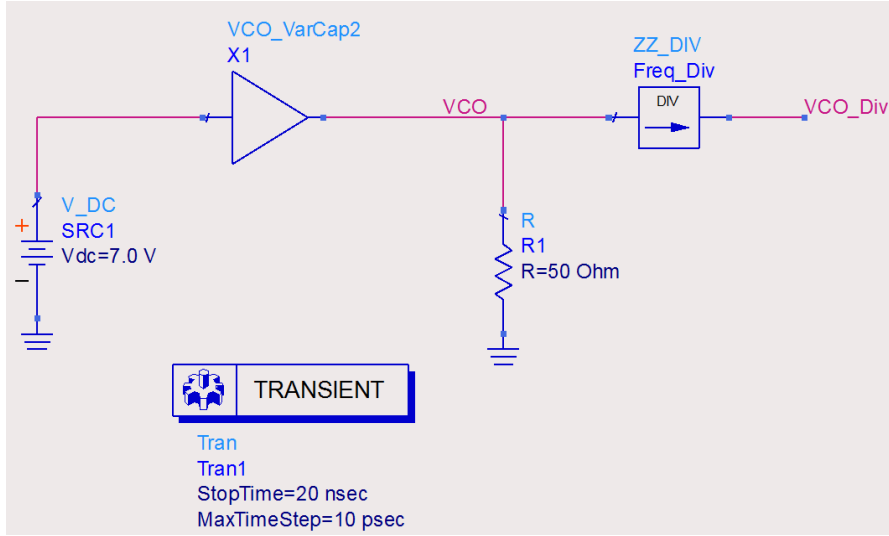 VCO_VarCap2
X1
ZZ_DIV
Freq_Div
DIV
VCO
VCO_Div
+
V_DC
SRC1
Vdc=7.0 V
−
R
R1
R=50 Ohm
TRANSIENT
Tran
Tran1
StopTime=20 nsec
MaxTimeStep=10 psec